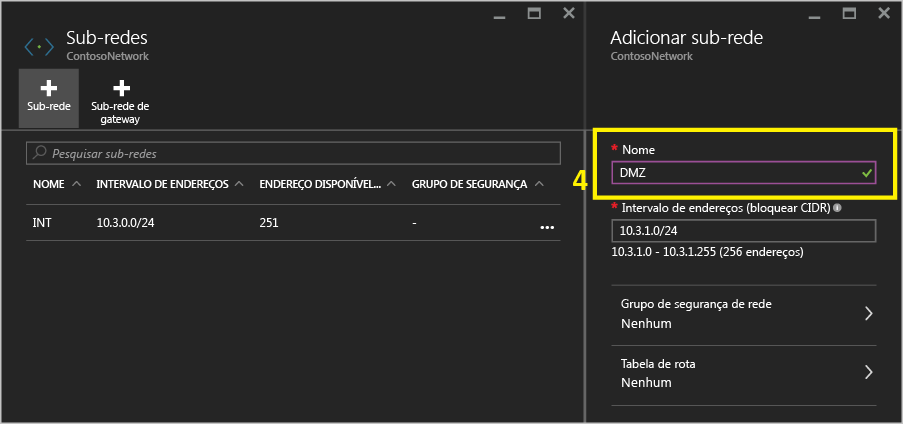 Sub-redes
ContosoNetwork
Sub-rede
Sub-rede de
gateway
Pesquisar sub-redes
NOME INTERVALO DE ENDEREÇOS ENDEREÇO DISPONÍVEL... GRUPO DE SEGURANÇA
INT 10.3.0.0/24 251 - ...
Adicionar sub-rede
ContosoNetwork
4
* Nome
DMZ
* Intervalo de endereços (bloquear CIDR)
10.3.1.0/24
10.3.1.0 - 10.3.1.255 (256 endereços)
Grupo de segurança de rede
Nenhum
Tabela de rota
Nenhum